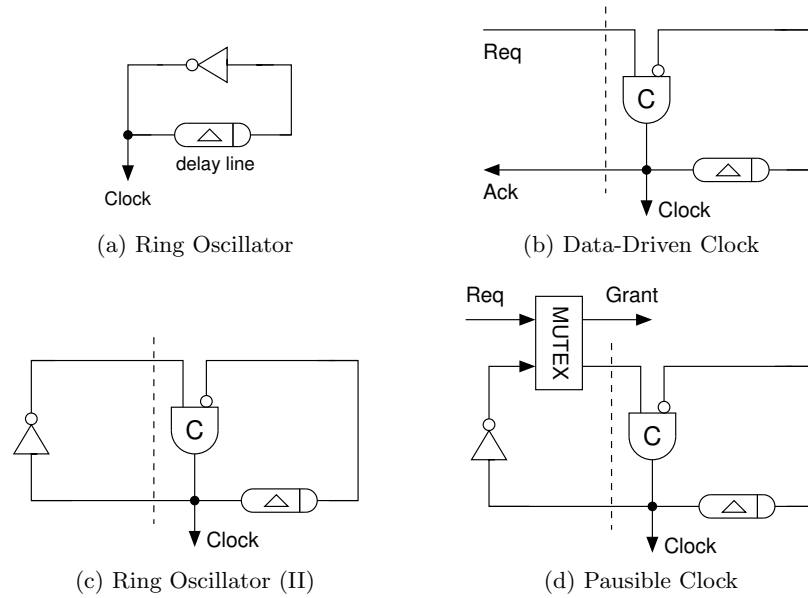 delay line
Clock
(a) Ring Oscillator
Req
C
Ack
Clock
(b) Data-Driven Clock
C
Clock
(c) Ring Oscillator (II)
Req
Grant
MUTEX
C
Clock
(d) Pausible Clock